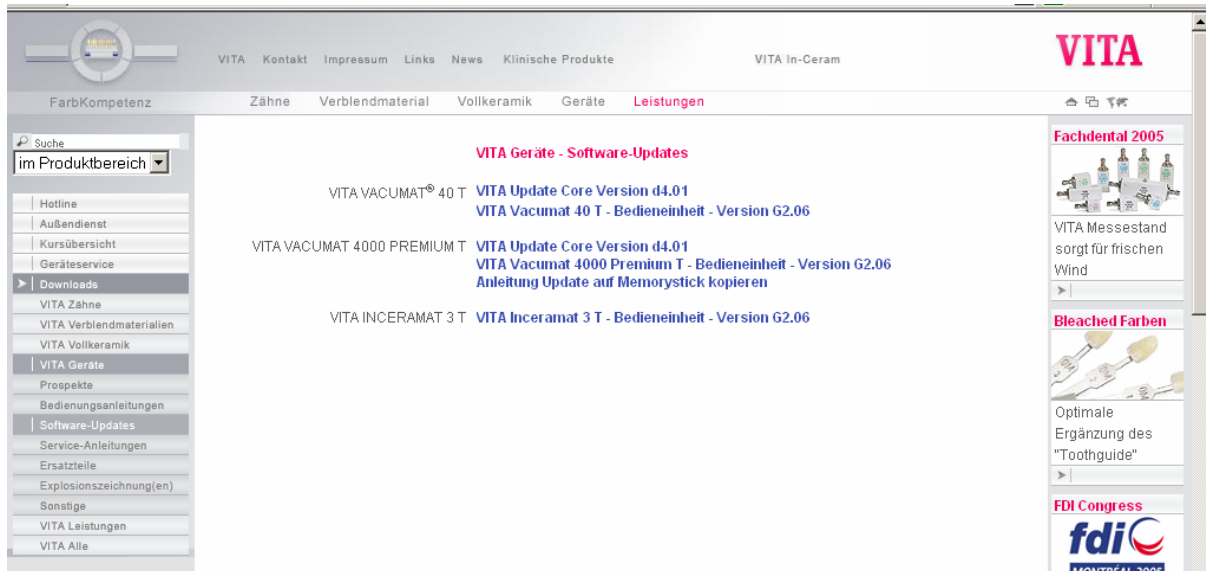 VITA Kontakt Impressum Links News Klinische Produkte VITA In-Ceram
VITA
FarbKompetenz
Zähne Verblendmaterial Vollkeramik Geräte Leistungen
Suche
im Produktbereich
Hotline
Außendienst
Kursübersicht
Geräteservice
Downloads
VITA Zähne
VITA Verblendmaterialien
VITA Vollkeramik
VITA Geräte
Prospekte
Bedienungsanleitungen
Software-Updates
Service-Anleitungen
Ersatzteile
Explosionszeichnung(en)
Sonstige
VITA Leistungen
VITA Alle
VITA Geräte - Software-Updates
VITA VACUMAT® 40 T VITA Update Core Version d4.01
VITA Vacumat 40 T - Bedieneinheit - Version G2.06
VITA VACUMAT 4000 PREMIUM T VITA Update Core Version d4.01
VITA Vacumat 4000 Premium T - Bedieneinheit - Version G2.06
Anleitung Update auf Memorystick kopieren
VITA INCERAMAT 3 T VITA Inceramat 3 T - Bedieneinheit - Version G2.06
Fachdental 2005
VITA Messestand
sorgt für frischen
Wind
Bleached Farben
Optimale
Ergänzung des
"Toothguide"
FDI Congress
fdi
MONTRÉAL 2005